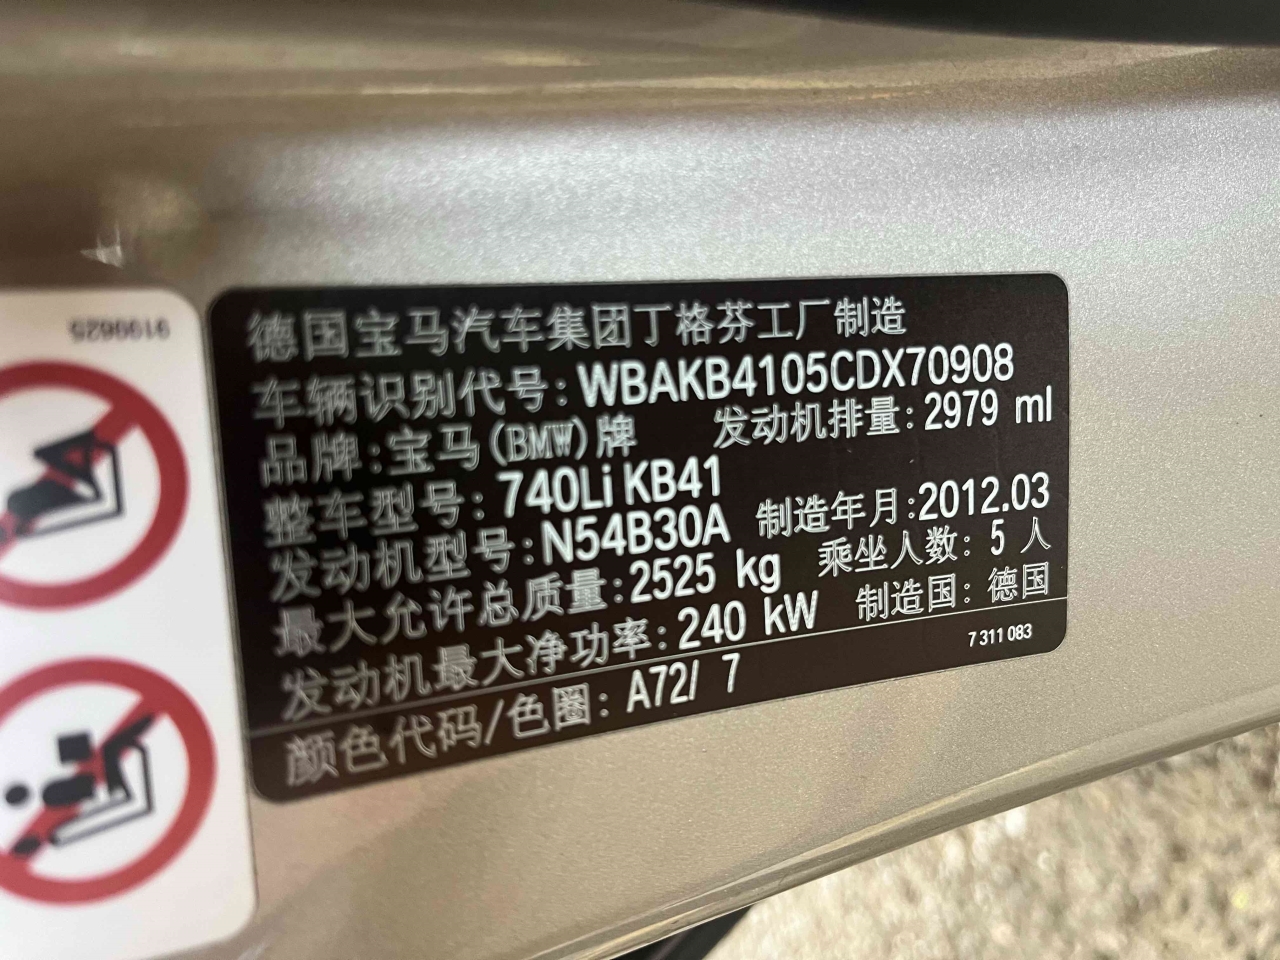 9199625
德国宝马汽车集团丁格芬工厂制造
车辆识别代号: WBAKB4105CDX70908
品牌:宝马(BMW)牌 发动机排量: 2979 ml
整车型号: 740Li KB41
发动机型号: N54B30A 制造年月:2012.03
最大允许总质量: 2525 kg 乘坐人数: 5 人
发动机最大净功率: 240 kW 制造国: 德国
颜色代码/色圈: A72/ 7
7 311 083